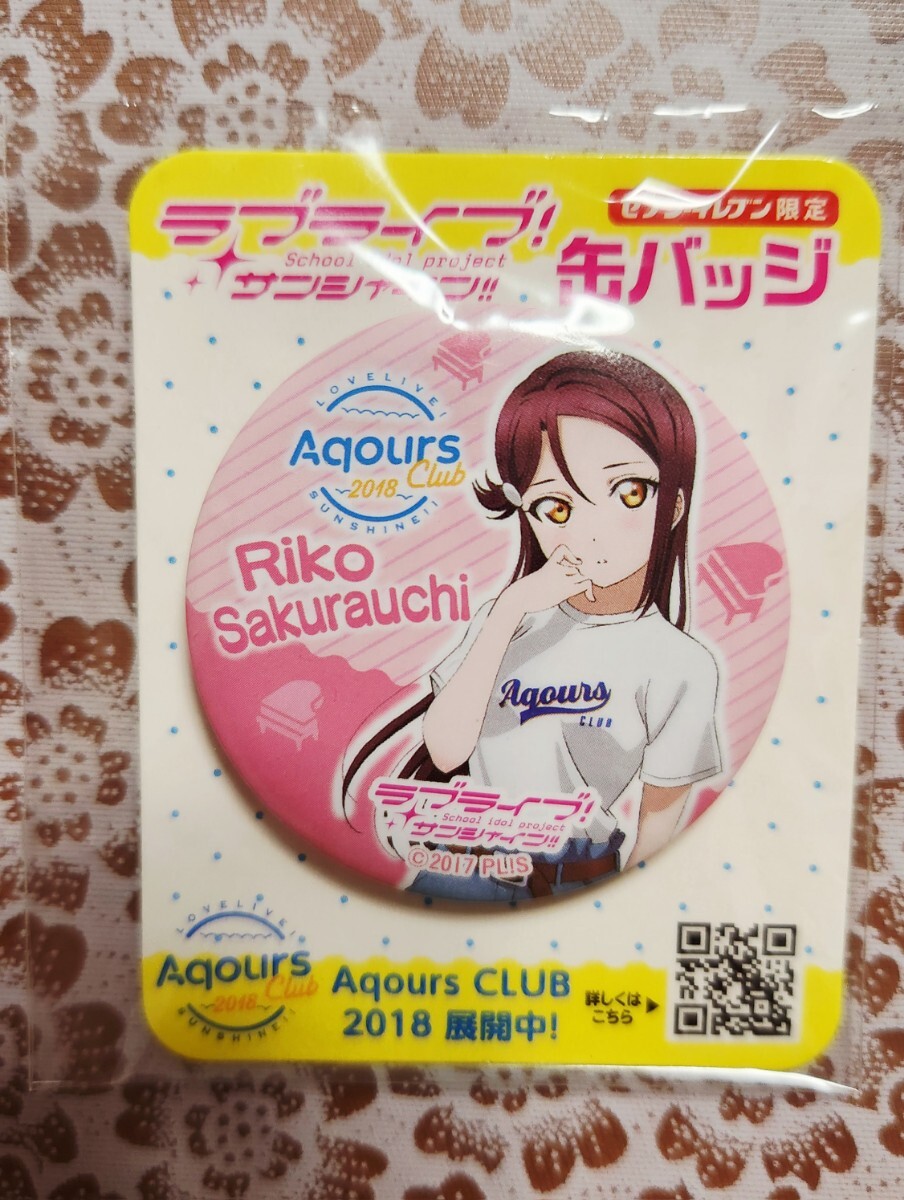 ラブライブ!
School idol project
サンシャイン!!
セブン-イレブン限定
缶バッジ
LOVELIVE!
Aqours
2018 Club
SUNSHINE!!
Riko
Sakurauchi
Aqours
CLUB
ラブライブ!
School idol project
サンシャイン!!
©2017 PL!S
LOVELIVE!
Aqours
2018 Club
SUNSHINE!!
Aqours CLUB
2018 展開中!
詳しくは
こちら